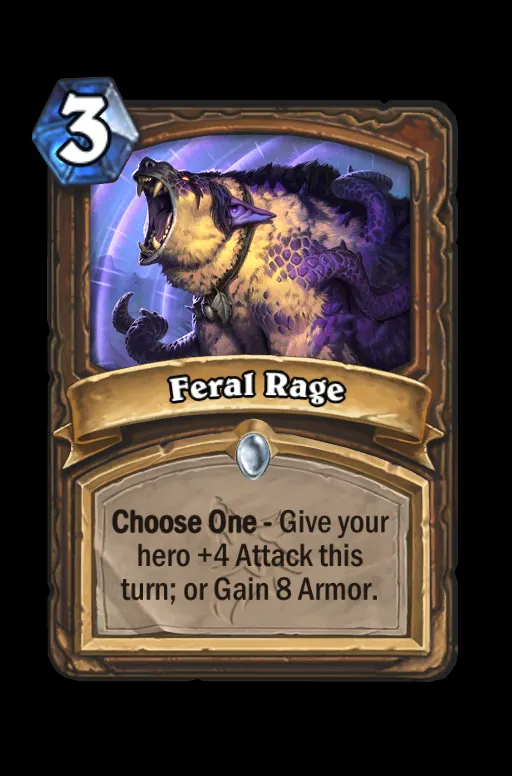 3
Feral Rage
Choose One - Give your
hero +4 Attack this
turn; or Gain 8 Armor.